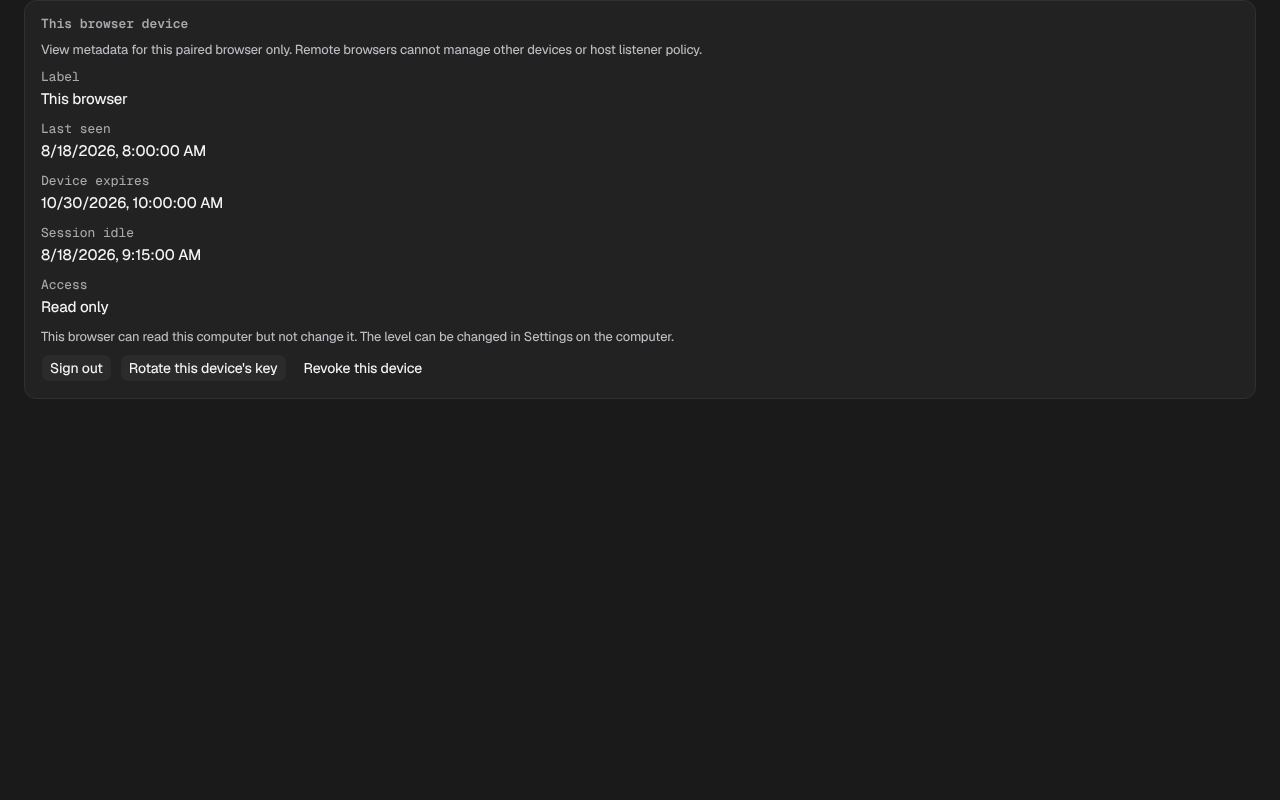 This browser device
View metadata for this paired browser only. Remote browsers cannot manage other devices or host listener policy.
Label
This browser
Last seen
8/18/2026, 8:00:00 AM
Device expires
10/30/2026, 10:00:00 AM
Session idle
8/18/2026, 9:15:00 AM
Access
Read only
This browser can read this computer but not change it. The level can be changed in Settings on the computer.
Sign out Rotate this device's key Revoke this device